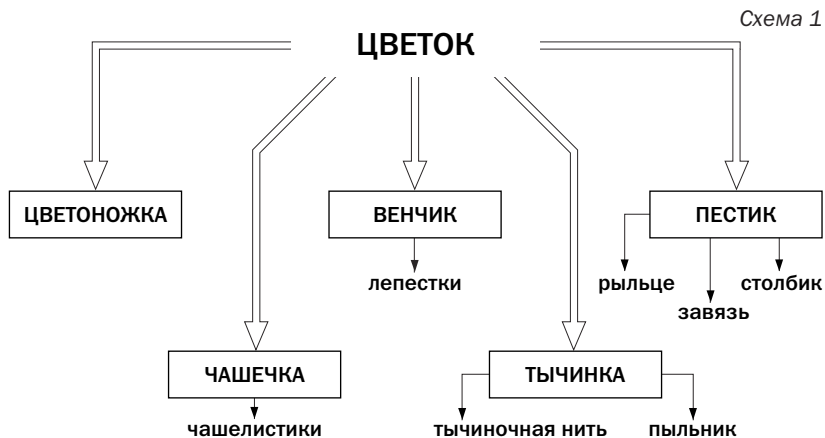 Схема 1
ЦВЕТОК
ЦВЕТОНОЖКА
ВЕНЧИК
ПЕСТИК
лепестки
рыльце
столбик
завязь
ЧАШЕЧКА
ТЫЧИНКА
чашелистики
тычиночная нить
пыльник